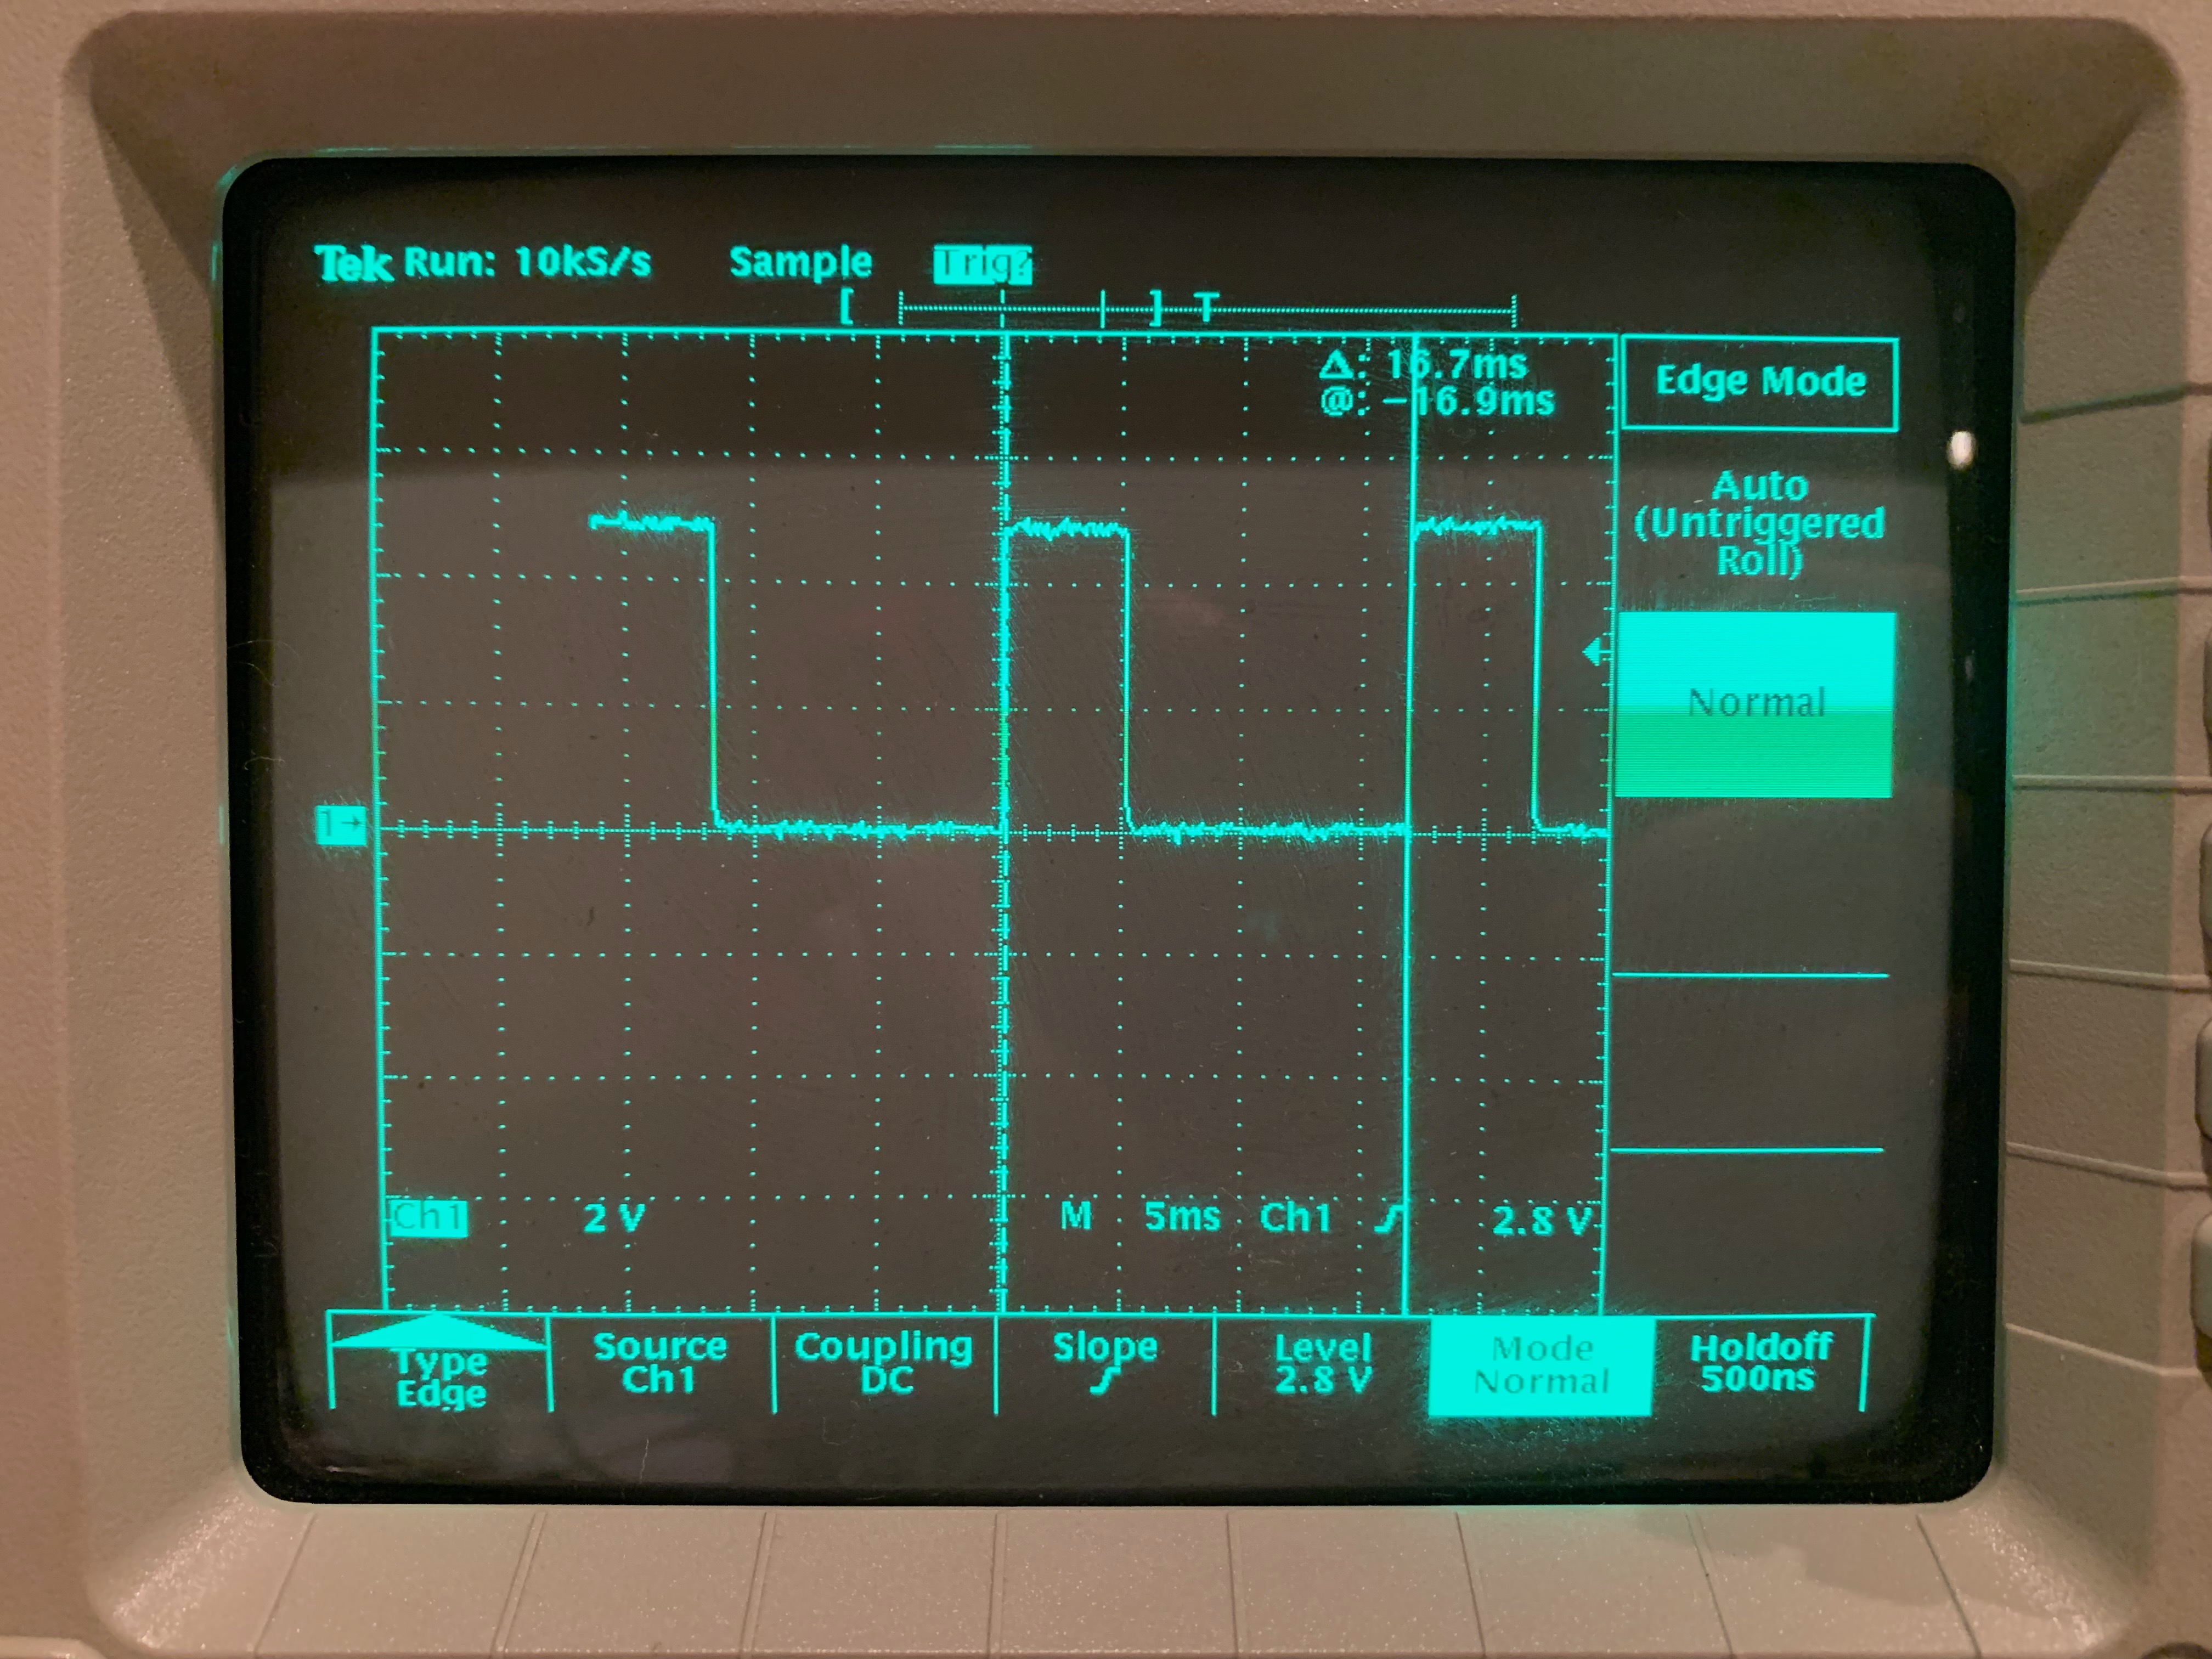 Tek Run: 10kS/s Sample Trig?
[ ] T
Δ: 16.7ms
@: -16.9ms
Edge Mode
Auto
(Untriggered
Roll)
Normal
1→
Ch1 2 V M 5ms Ch1 2.8 V
Type
Edge
Source
Ch1
Coupling
DC
Slope
Level
2.8 V
Mode
Normal
Holdoff
500ns